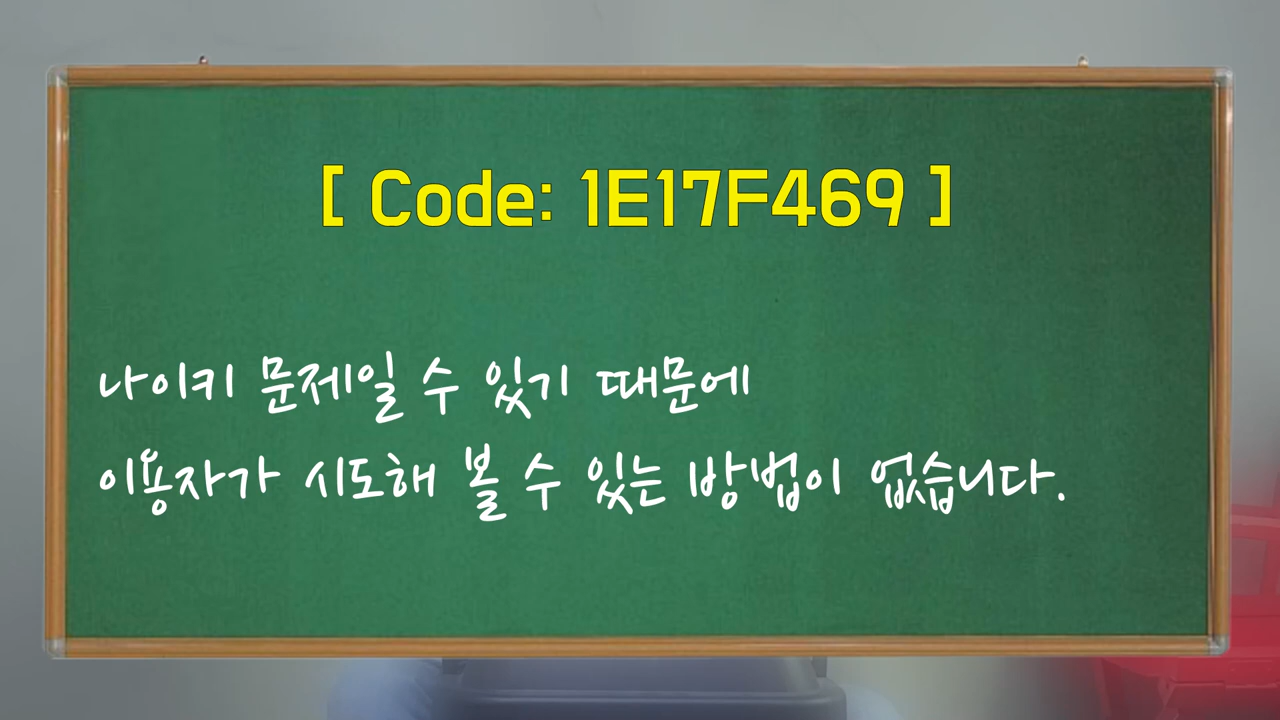 [ Code: 1E17F469 ]
나이키 문제일 수 있기 때문에
이용자가 시도해 볼 수 있는 방법이 없습니다.